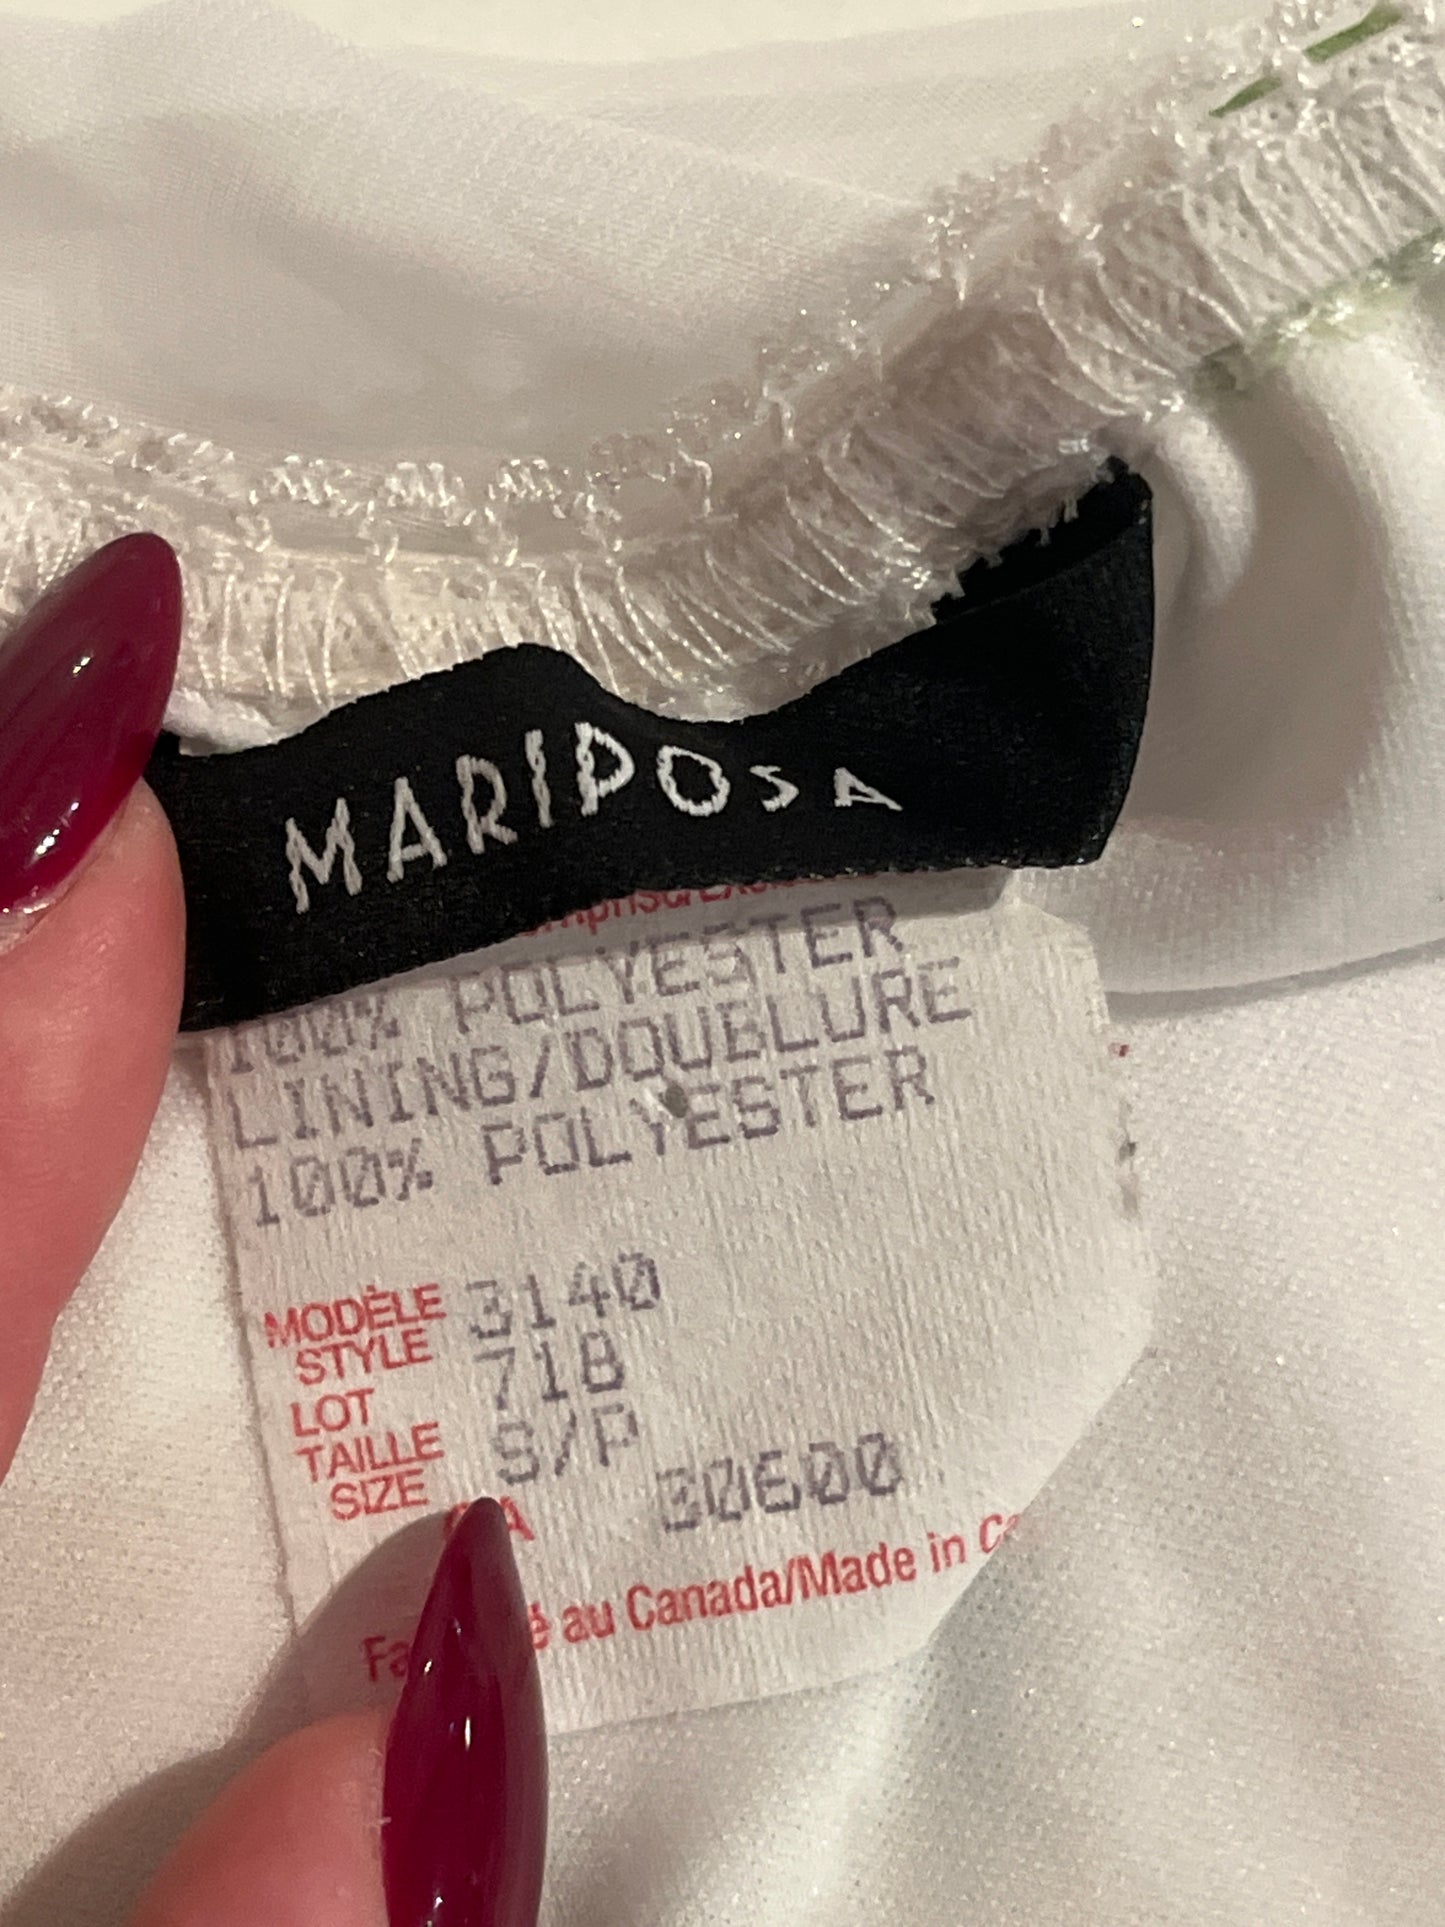 MARIPOSA
100% POLYESTER
LINING/DOUBLURE
100% POLYESTER
MODÈLE 3140
STYLE
LOT 718
TAILLE S/P
SIZE
30600
au Canada/Made in